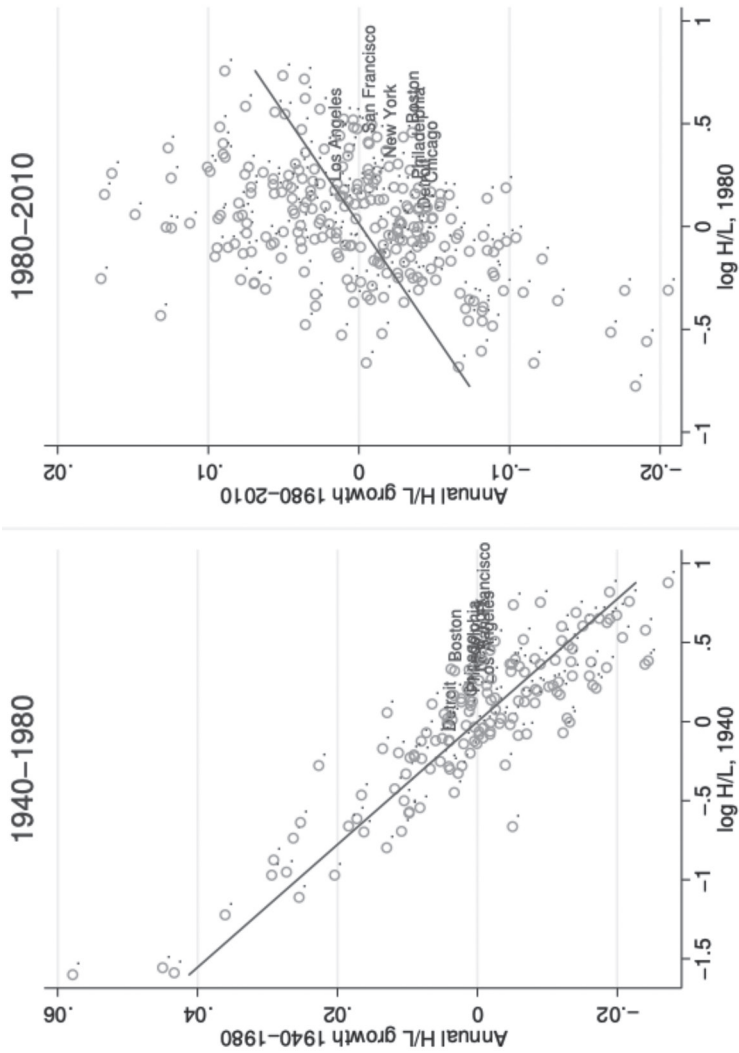 1940–1980
Annual H/L growth 1940–1980
.06
.04
.02
0
−.02
Detroit
Boston
−1.5
−1
−.5
0
.5
1
log H/L, 1940
1980–2010
Annual H/L growth 1980–2010
.02
.01
0
−.01
−.02
Los Angeles
San Francisco
New York
Boston
Philadelphia
Detroit
Chicago
−1
−.5
0
.5
1
log H/L, 1980